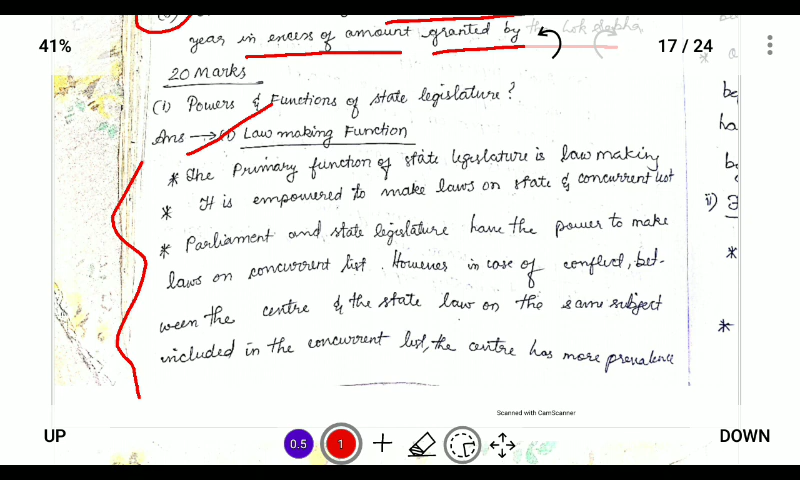 41%
17 / 24
year in excess of amount granted by the Lok sabha
20 Marks
(i) Powers & Functions of state legislature?
Ans → (i) Law making Function
* The Primary function of state legislature is law making
* It is empowered to make laws on state & concurrent list
* Parliament and state legislature have the power to make
laws on concurrent list. However in case of conflict, bet-
ween the centre & the state law on the same subject
included in the concurrent list, the centre has more prevalence
be
ha
b
ii)
*
*
Scanned with CamScanner
UP
0.5
1
DOWN